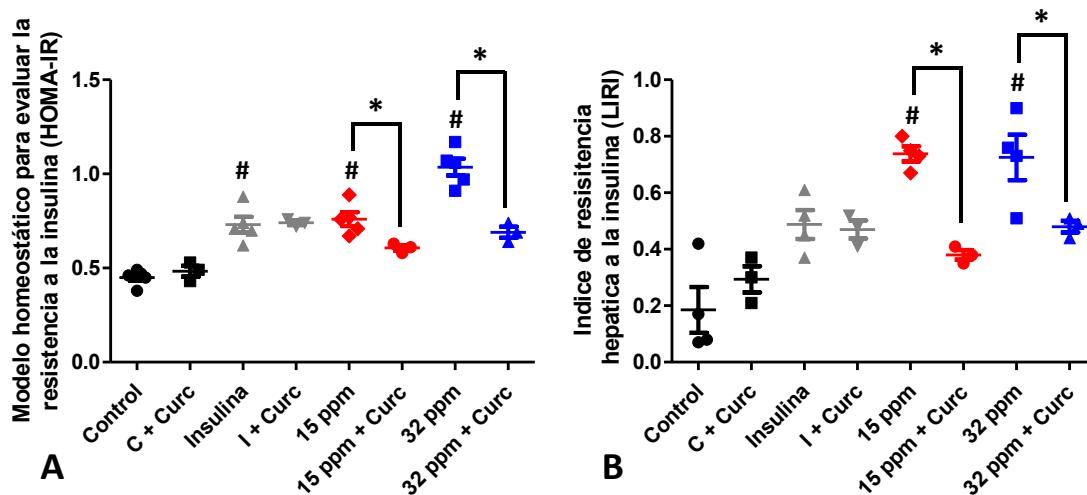 Modelo homeostático para evaluar la
resistencia a la insulina (HOMA-IR)
1.5
1.0
0.5
0.0
#
#
*
#
*
Control
C + Curc
Insulina
I + Curc
15 ppm
15 ppm + Curc
32 ppm
32 ppm + Curc
A
Indice de resisitencia
hepatica a la insulina (LIRI)
1.0
0.8
0.6
0.4
0.2
0.0
#
*
#
*
Control
C + Curc
Insulina
I + Curc
15 ppm
15 ppm + Curc
32 ppm
32 ppm + Curc
B